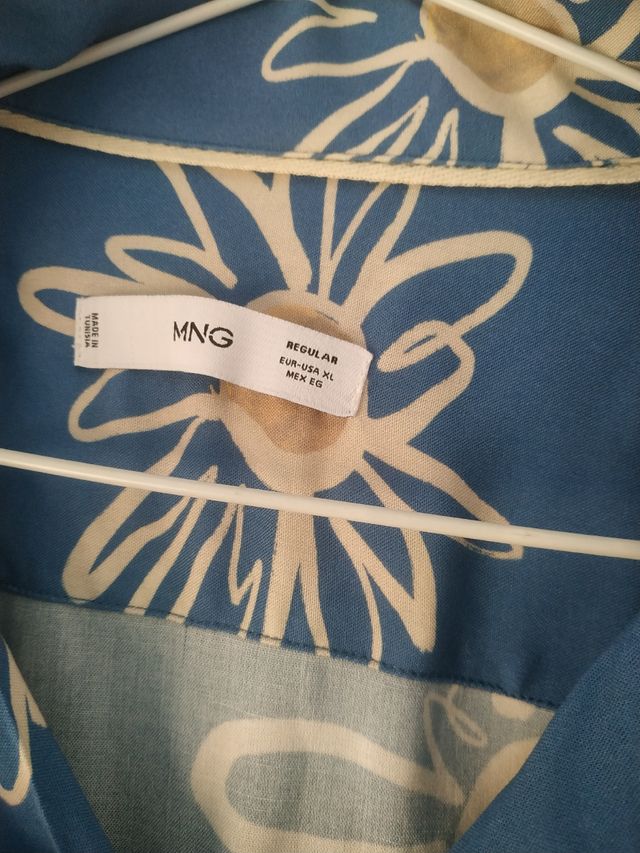 MADE IN
TUNISIA
MNG
REGULAR
EUR-USA XL
MEX EG